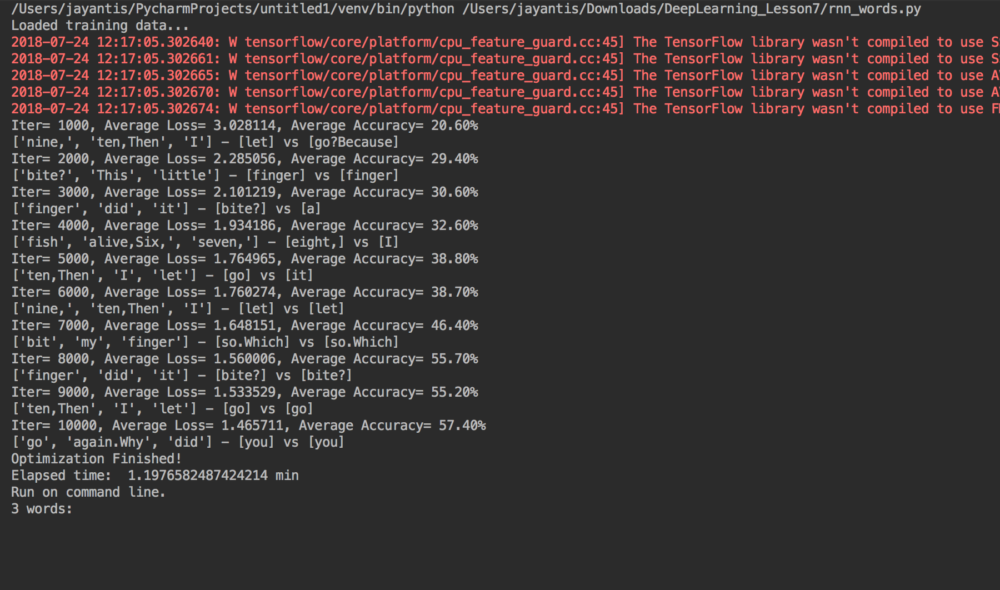 /Users/jayantis/PycharmProjects/untitled1/venv/bin/python /Users/jayantis/Downloads/DeepLearning_Lesson7/rnn_words.py
Loaded training data...
2018-07-24 12:17:05.302640: W tensorflow/core/platform/cpu_feature_guard.cc:45] The TensorFlow library wasn't compiled to use
2018-07-24 12:17:05.302661: W tensorflow/core/platform/cpu_feature_guard.cc:45] The TensorFlow library wasn't compiled to use
2018-07-24 12:17:05.302665: W tensorflow/core/platform/cpu_feature_guard.cc:45] The TensorFlow library wasn't compiled to use
2018-07-24 12:17:05.302670: W tensorflow/core/platform/cpu_feature_guard.cc:45] The TensorFlow library wasn't compiled to use
2018-07-24 12:17:05.302674: W tensorflow/core/platform/cpu_feature_guard.cc:45] The TensorFlow library wasn't compiled to use
Iter= 1000, Average Loss= 3.028114, Average Accuracy= 20.60%
['nine,', 'ten,Then', 'I'] - [let] vs [go?Because]
Iter= 2000, Average Loss= 2.285056, Average Accuracy= 29.40%
['bite?', 'This', 'little'] - [finger] vs [finger]
Iter= 3000, Average Loss= 2.101219, Average Accuracy= 30.60%
['finger', 'did', 'it'] - [bite?] vs [a]
Iter= 4000, Average Loss= 1.934186, Average Accuracy= 32.60%
['fish', 'alive,Six,', 'seven,'] - [eight,] vs [I]
Iter= 5000, Average Loss= 1.764965, Average Accuracy= 38.80%
['ten,Then', 'I', 'let'] - [go] vs [it]
Iter= 6000, Average Loss= 1.760274, Average Accuracy= 38.70%
['nine,', 'ten,Then', 'I'] - [let] vs [let]
Iter= 7000, Average Loss= 1.648151, Average Accuracy= 46.40%
['bit', 'my', 'finger'] - [so.Which] vs [so.Which]
Iter= 8000, Average Loss= 1.560006, Average Accuracy= 55.70%
['finger', 'did', 'it'] - [bite?] vs [bite?]
Iter= 9000, Average Loss= 1.533529, Average Accuracy= 55.20%
['ten,Then', 'I', 'let'] - [go] vs [go]
Iter= 10000, Average Loss= 1.465711, Average Accuracy= 57.40%
['go', 'again.Why', 'did'] - [you] vs [you]
Optimization Finished!
Elapsed time:  1.1976582487424214 min
Run on command line.
3 words: